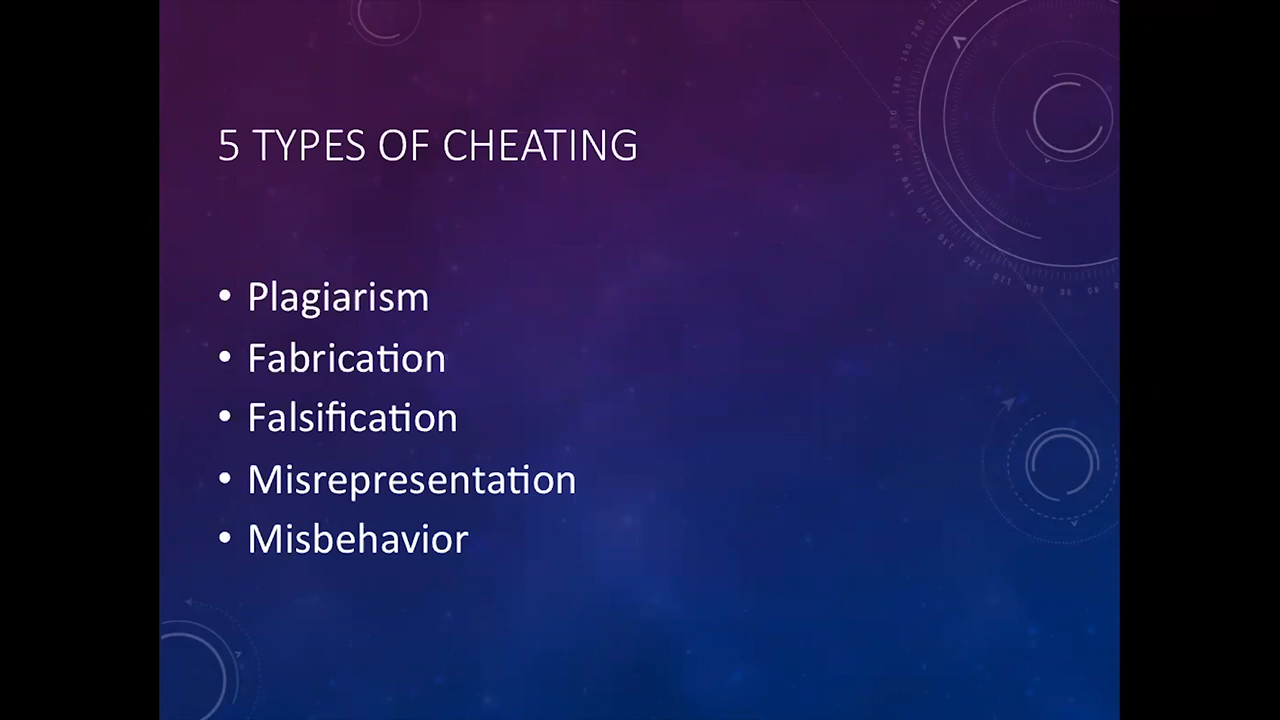 5 TYPES OF CHEATING
• Plagiarism
• Fabrication
• Falsification
• Misrepresentation
• Misbehavior